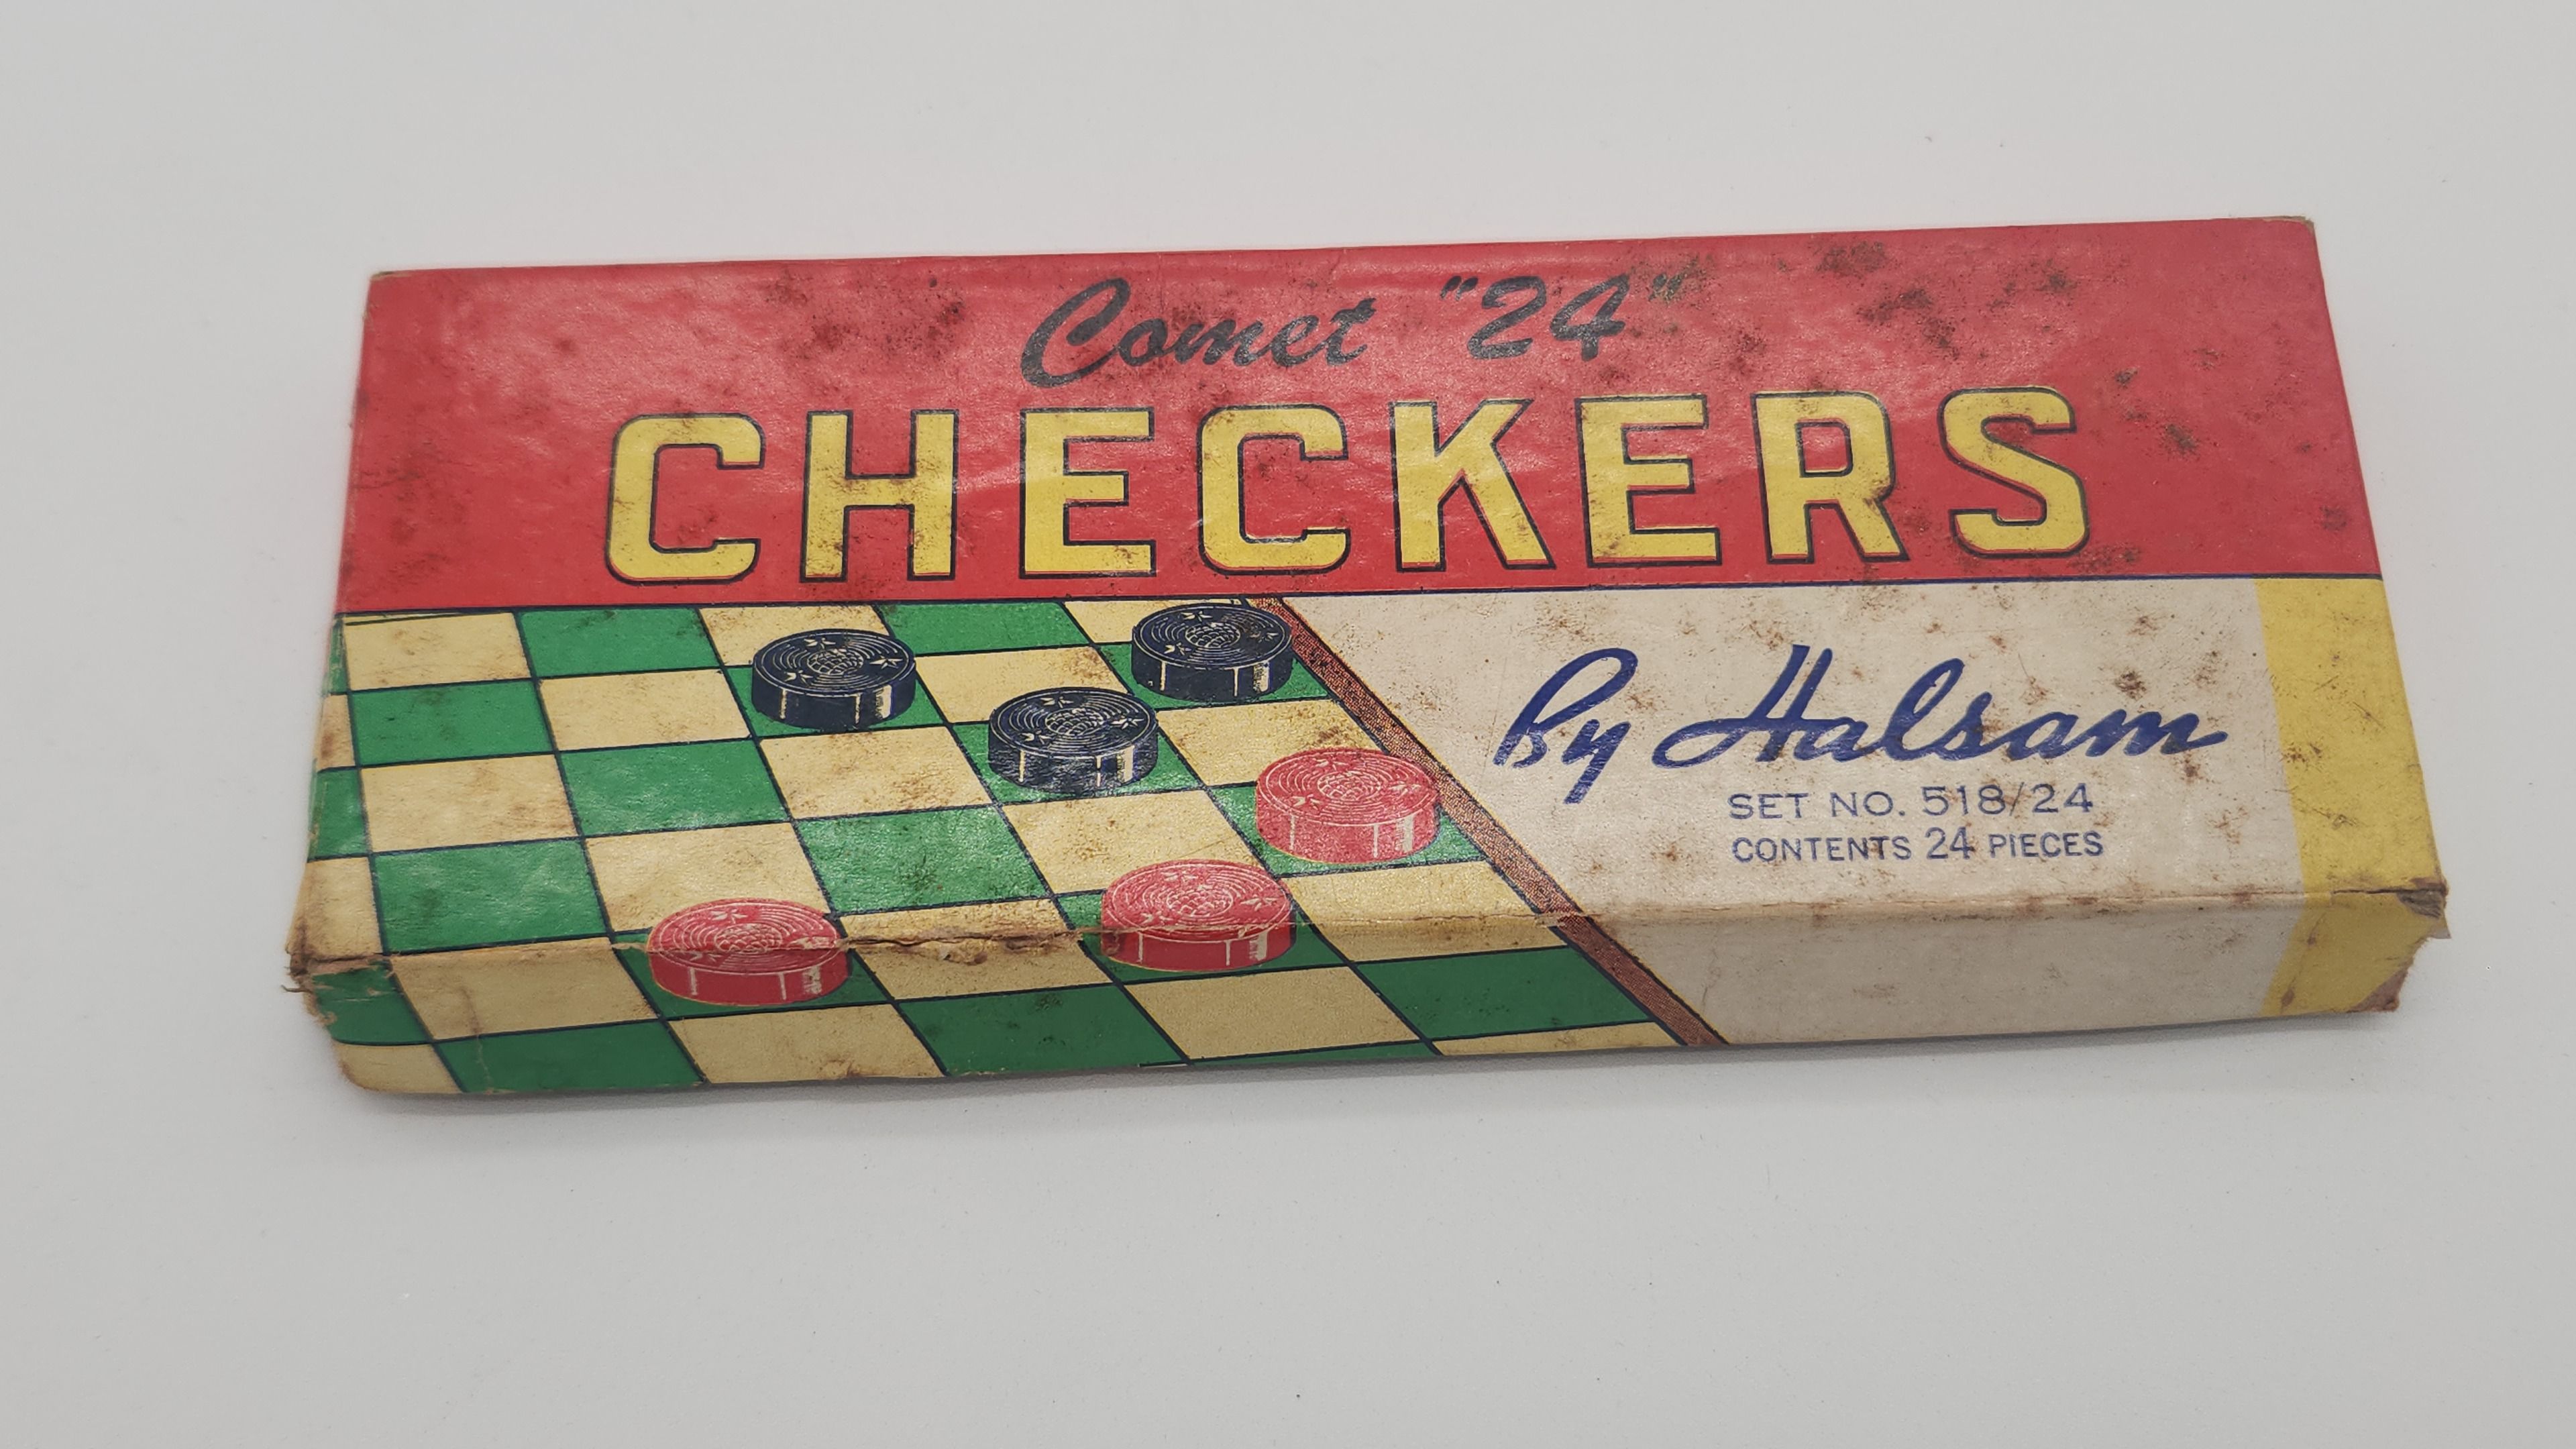 Comet "24"
CHECKERS
By Halsam
SET NO. 518/24
CONTENTS 24 PIECES